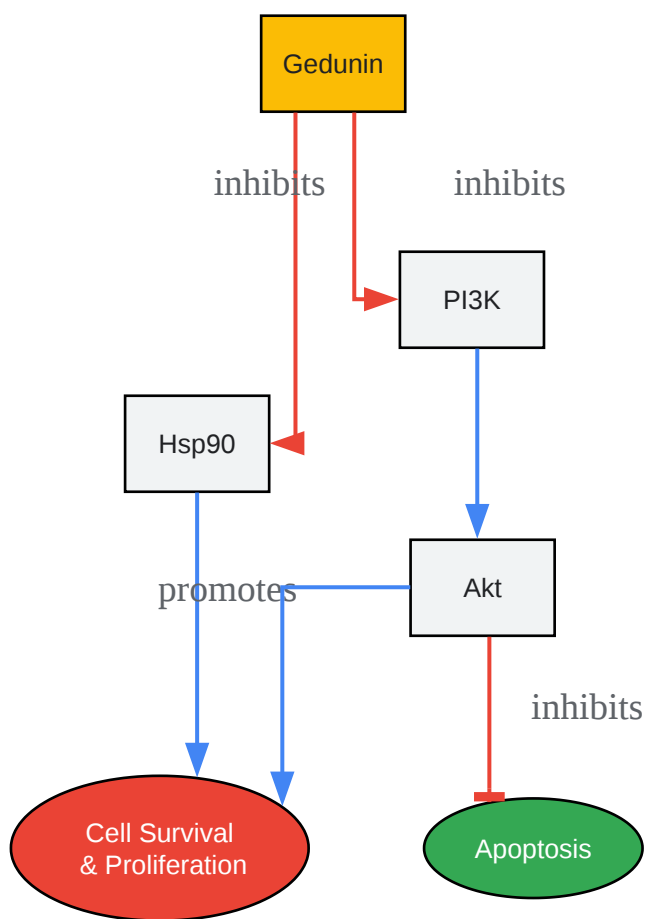 Gedunin
inhibits
inhibits
PI3K
Hsp90
promotes
Akt
inhibits
Cell Survival
& Proliferation
Apoptosis